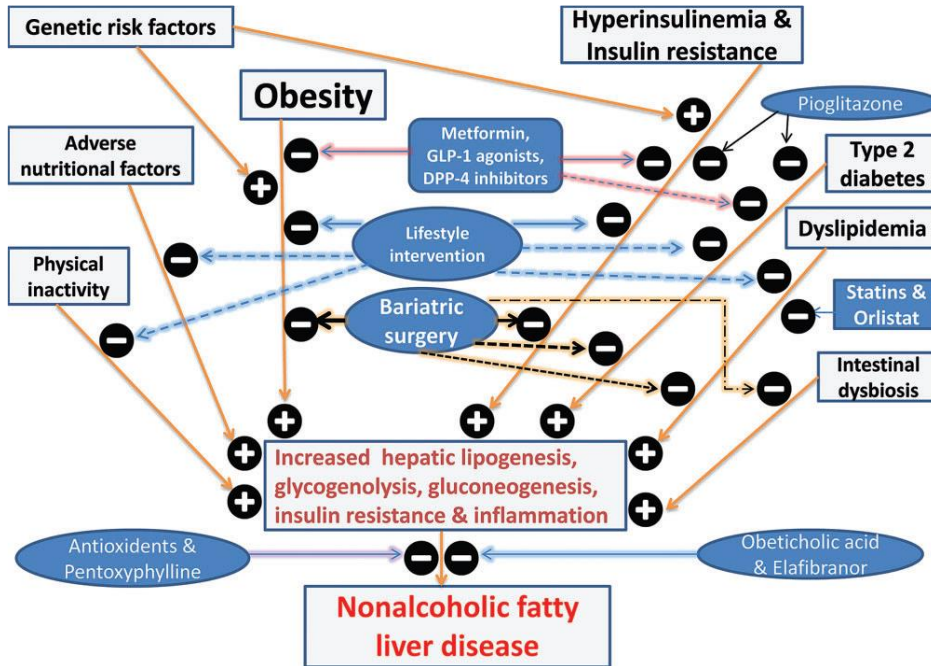 Genetic risk factors
Hyperinsulinemia &
Insulin resistance
Obesity
Pioglitazone
Adverse
nutritional factors
Metformin,
GLP-1 agonists,
DPP-4 inhibitors
Type 2
diabetes
Lifestyle
intervention
Dyslipidemia
Physical
inactivity
Bariatric
surgery
Statins &
Orlistat
Intestinal
dysbiosis
Increased hepatic lipogenesis,
glycogenolysis, gluconeogenesis,
insulin resistance & inflammation
Antioxidents &
Pentoxyphylline
Obeticholic acid
& Elafibranor
Nonalcoholic fatty
liver disease